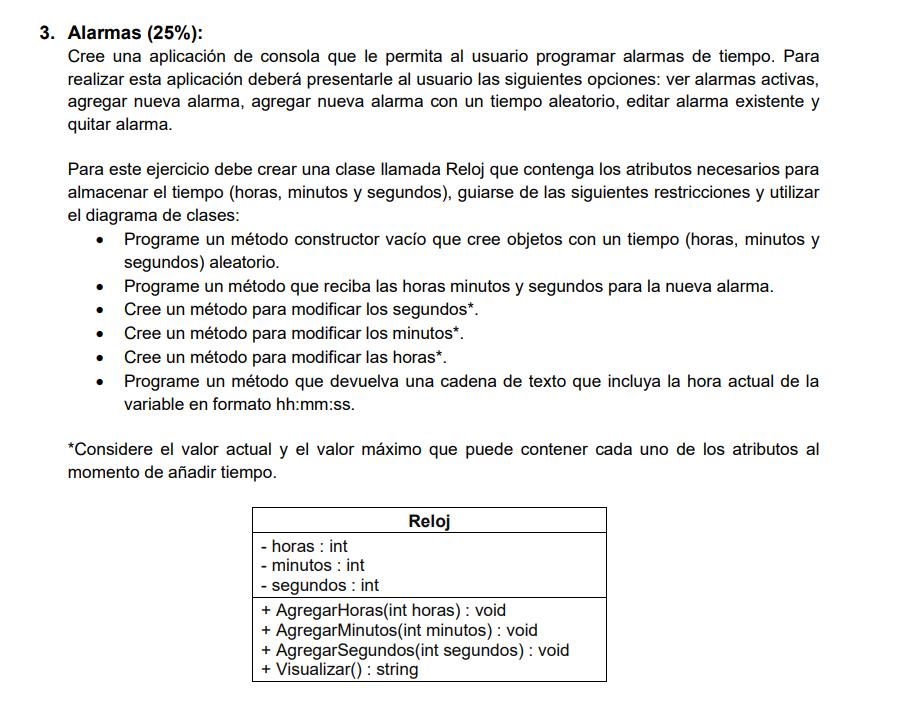 3. Alarmas (25%):
Cree una aplicación de consola que le permita al usuario programar alarmas de tiempo. Para
realizar esta aplicación deberá presentarle al usuario las siguientes opciones: ver alarmas activas,
agregar nueva alarma, agregar nueva alarma con un tiempo aleatorio, editar alarma existente y
quitar alarma.
Para este ejercicio debe crear una clase llamada Reloj que contenga los atributos necesarios para
almacenar el tiempo (horas, minutos y segundos), guiarse de las siguientes restricciones y utilizar
el diagrama de clases:
• Programe un método constructor vacío que cree objetos con un tiempo (horas, minutos y
segundos) aleatorio.
• Programe un método que reciba las horas minutos y segundos para la nueva alarma.
• Cree un método para modificar los segundos*.
• Cree un método para modificar los minutos*.
• Cree un método para modificar las horas*.
• Programe un método que devuelva una cadena de texto que incluya la hora actual de la
variable en formato hh:mm:ss.
*Considere el valor actual y el valor máximo que puede contener cada uno de los atributos al
momento de añadir tiempo.
Reloj
- horas : int
- minutos : int
- segundos : int
+ AgregarHoras(int horas) : void
+ AgregarMinutos(int minutos) : void
+ AgregarSegundos(int segundos) : void
+ Visualizar() : string